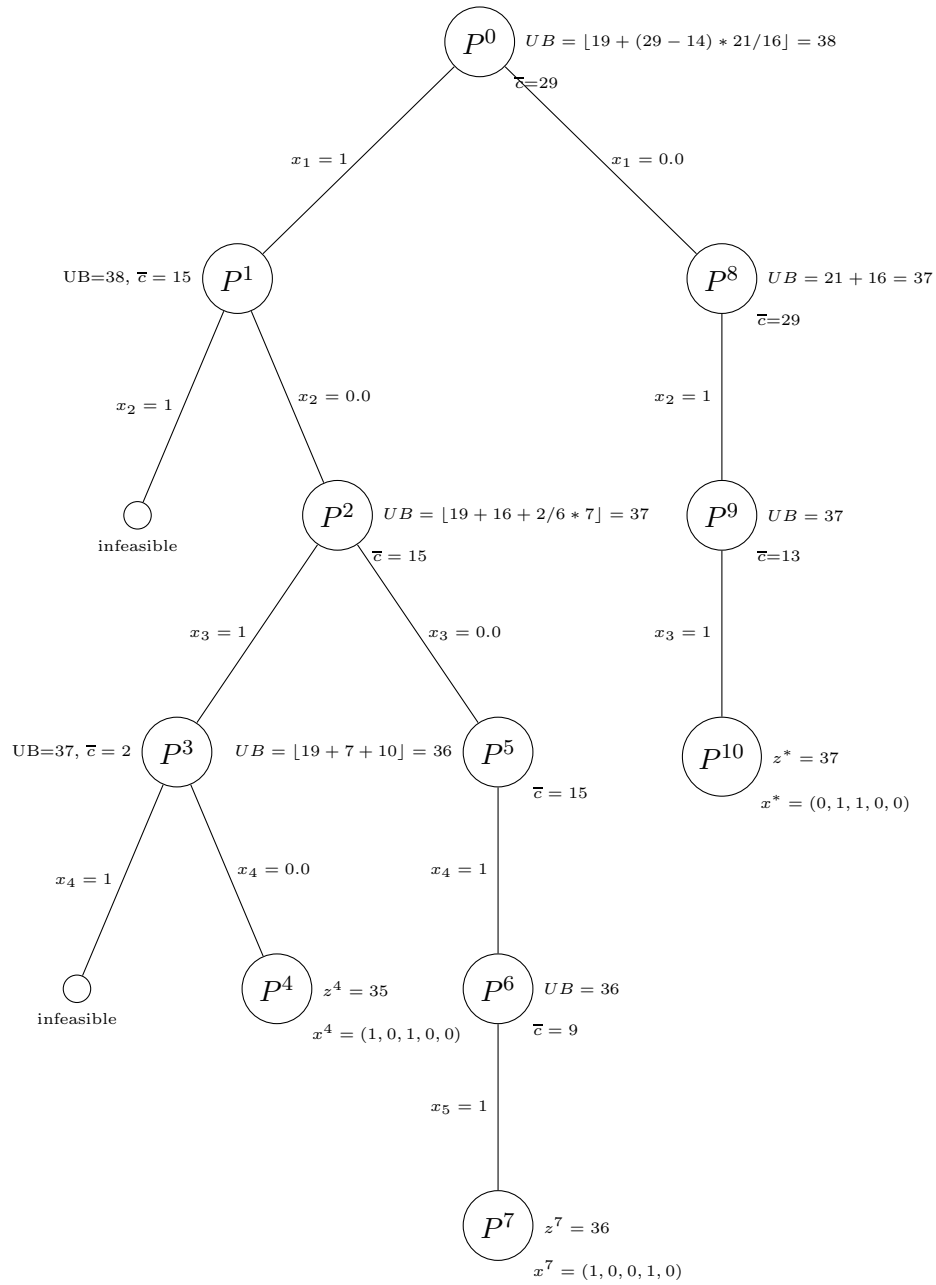 P^0
UB = ⌊19 + (29 − 14) ∗ 21/16⌋ = 38
c̅=29
x_1 = 1
x_1 = 0.0
UB=38, c̅ = 15
P^1
P^8
UB = 21 + 16 = 37
c̅=29
x_2 = 1
x_2 = 0.0
x_2 = 1
infeasible
P^2
UB = ⌊19 + 16 + 2/6 ∗ 7⌋ = 37
c̅ = 15
P^9
UB = 37
c̅=13
x_3 = 1
x_3 = 0.0
x_3 = 1
UB=37, c̅ = 2
P^3
UB = ⌊19 + 7 + 10⌋ = 36
P^5
c̅ = 15
P^10
z^* = 37
x^* = (0, 1, 1, 0, 0)
x_4 = 1
x_4 = 0.0
x_4 = 1
infeasible
P^4
z^4 = 35
x^4 = (1, 0, 1, 0, 0)
P^6
UB = 36
c̅ = 9
x_5 = 1
P^7
z^7 = 36
x^7 = (1, 0, 0, 1, 0)